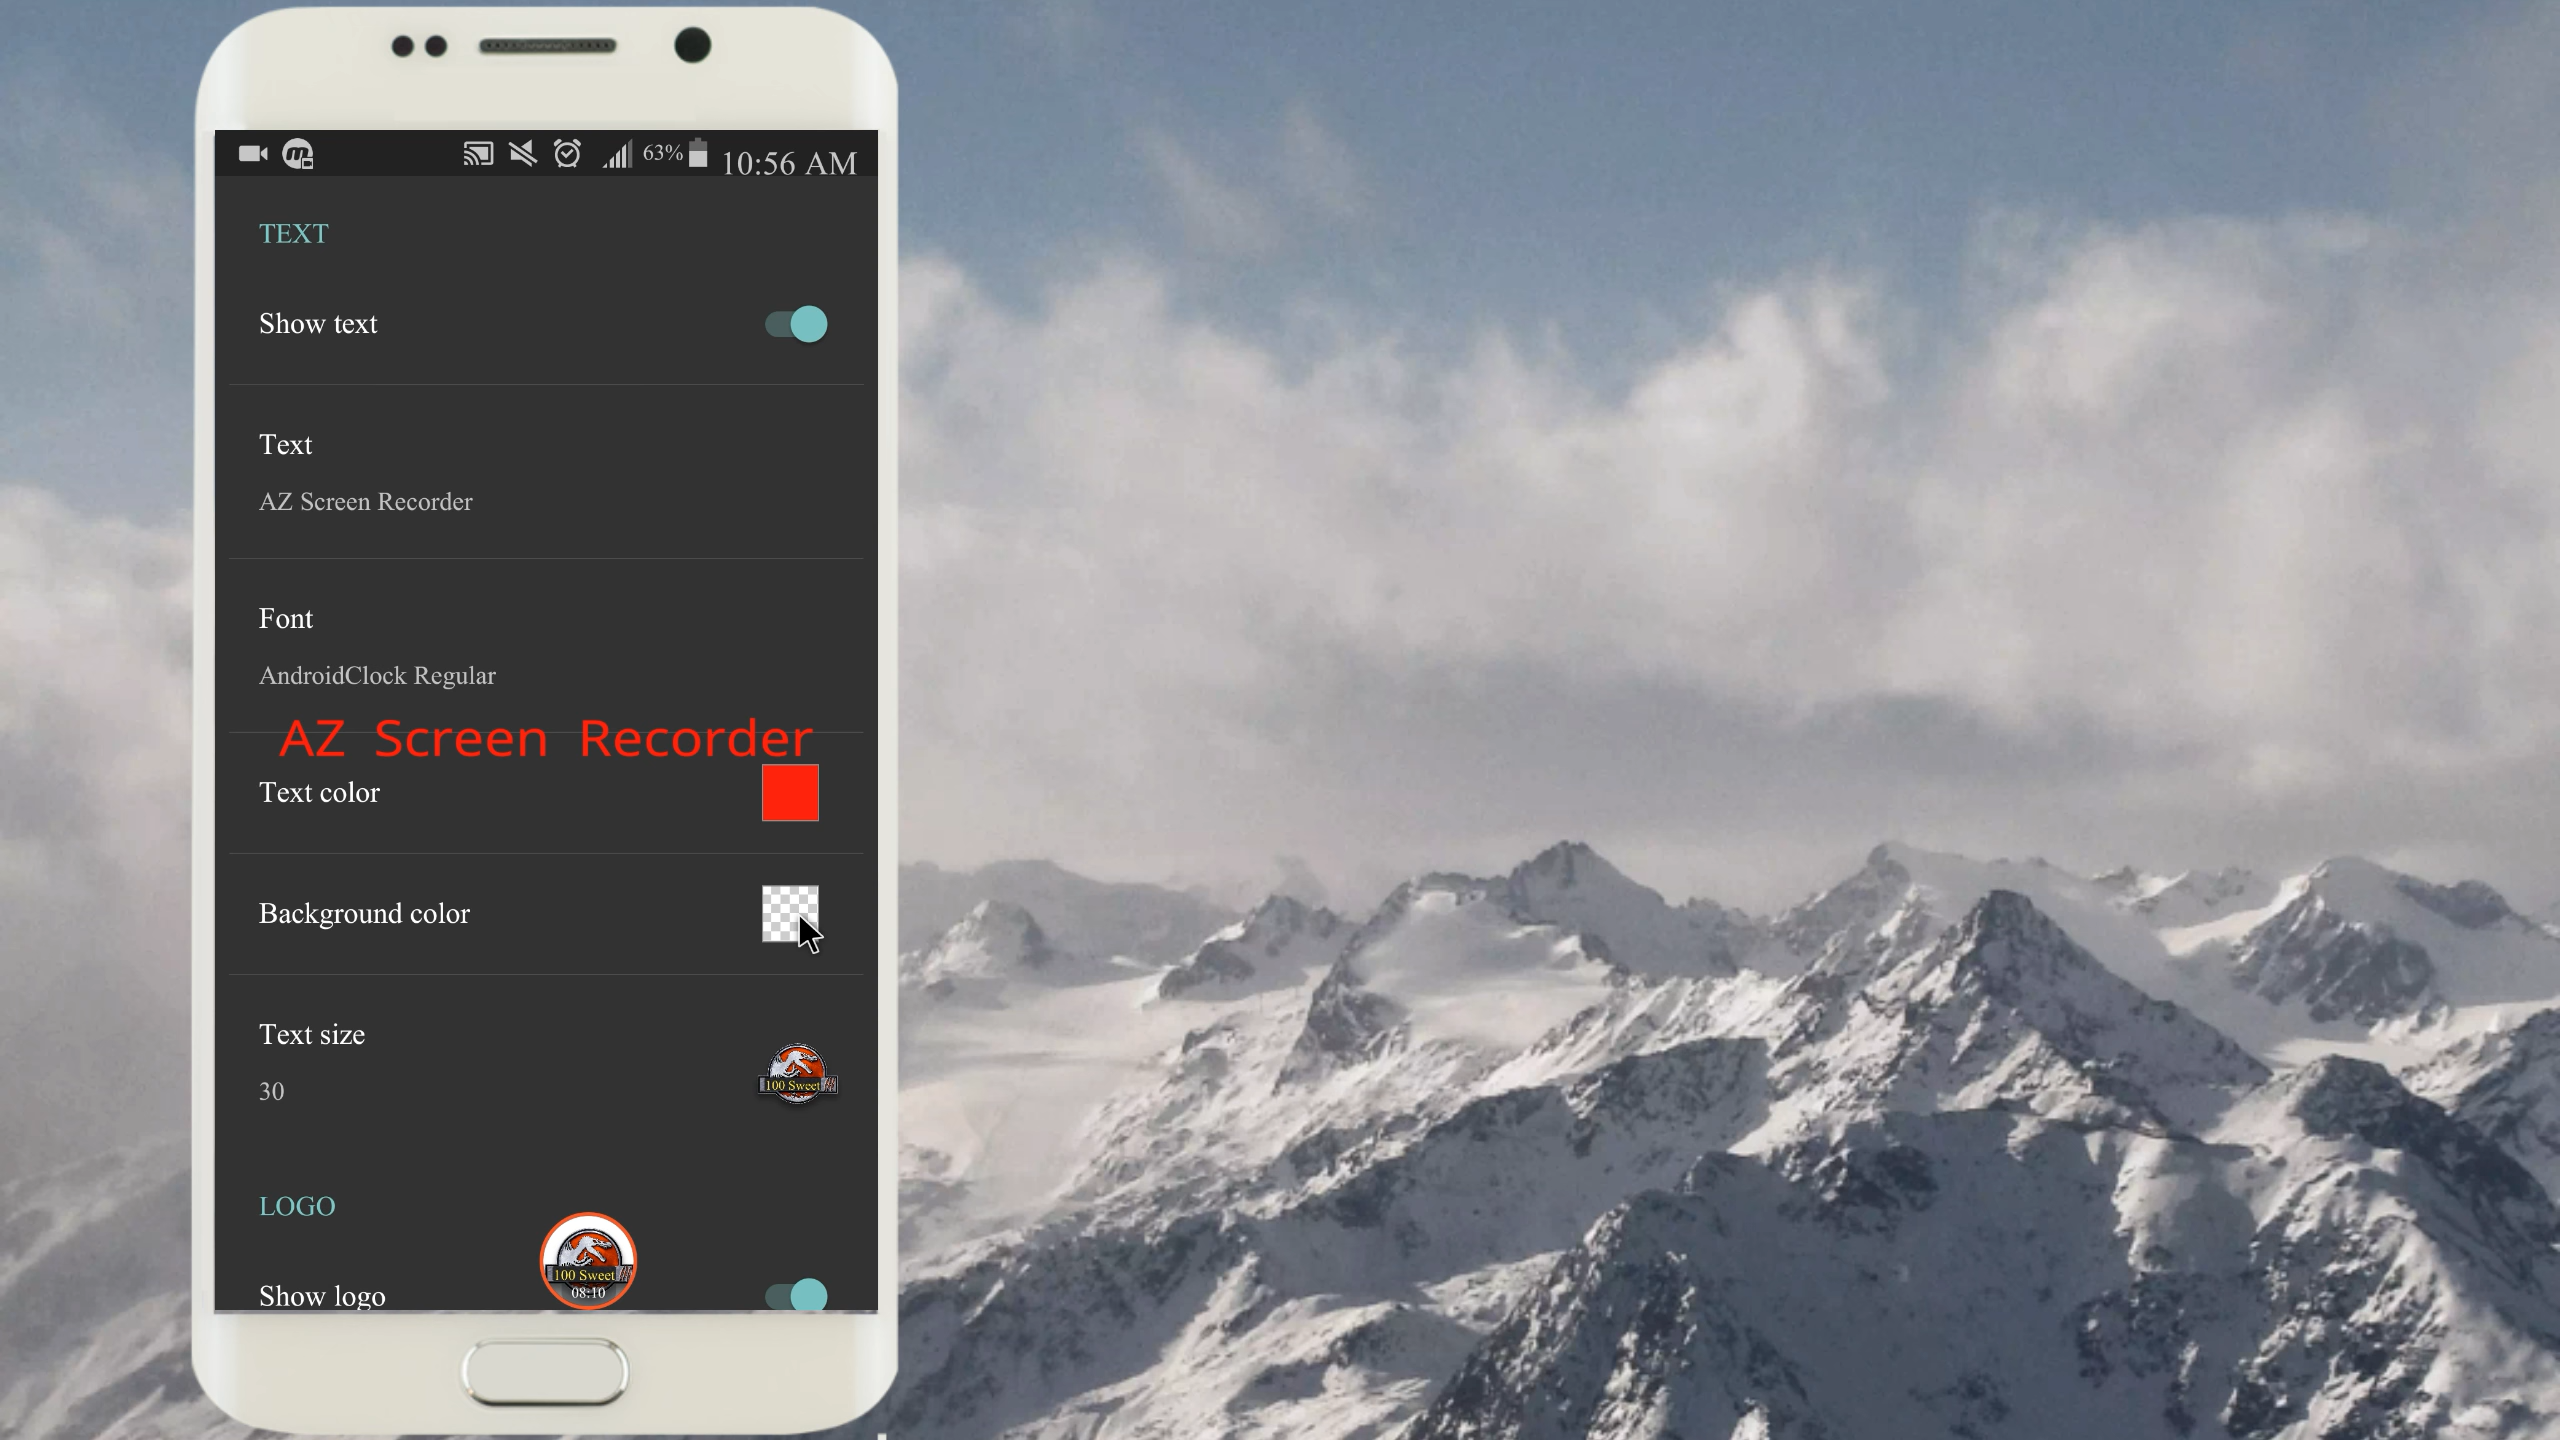 63%
10:56 AM
TEXT
Show text
Text
AZ Screen Recorder
Font
AndroidClock Regular
AZ Screen Recorder
Text color
Background color
Text size
30
100 Sweet
LOGO
100 Sweet
08:10
Show logo